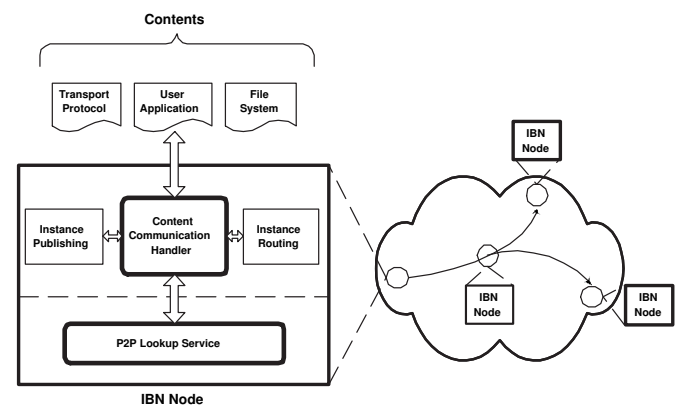 Contents
Transport
Protocol
User
Application
File
System
Instance
Publishing
Content
Communication
Handler
Instance
Routing
P2P Lookup Service
IBN Node
IBN
Node
IBN
Node
IBN
Node